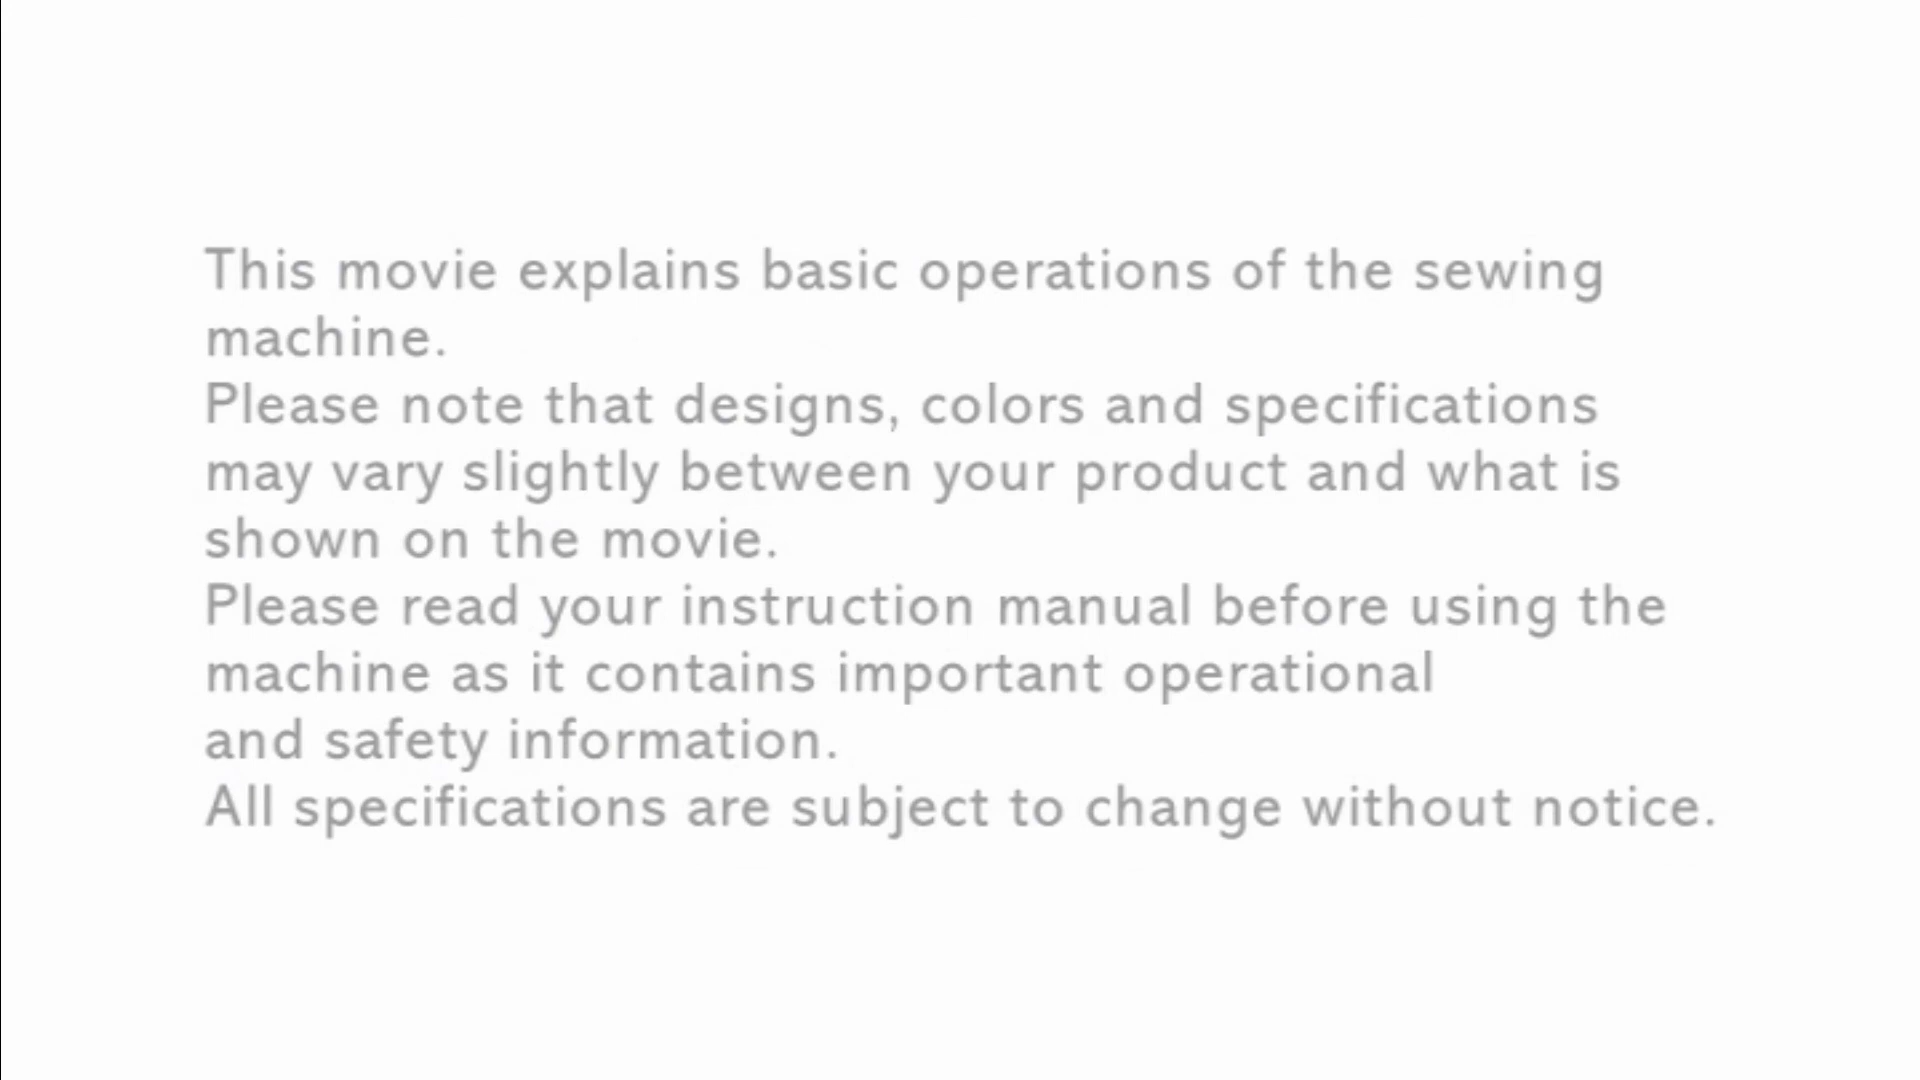 This movie explains basic operations of the sewing
machine.
Please note that designs, colors and specifications
may vary slightly between your product and what is
shown on the movie.
Please read your instruction manual before using the
machine as it contains important operational
and safety information.
All specifications are subject to change without notice.